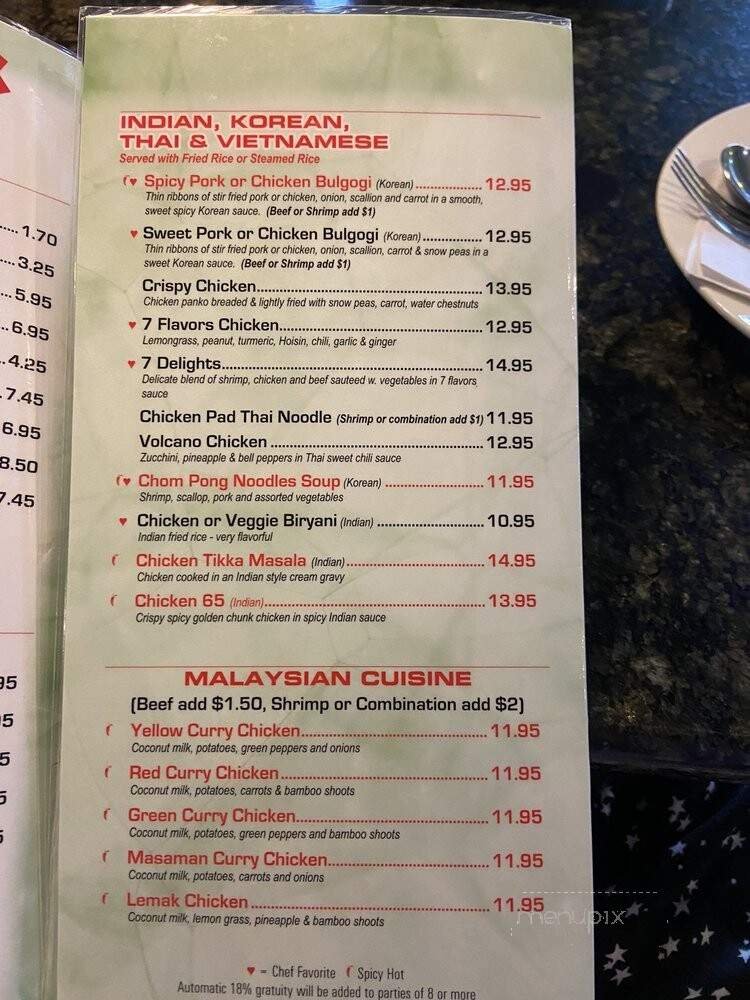 1.70
3.25
5.95
6.95
4.25
7.45
6.95
8.50
7.45
95
95
5
5
5
INDIAN, KOREAN,
THAI & VIETNAMESE
Served with Fried Rice or Steamed Rice
Spicy Pork or Chicken Bulgogi (Korean) 12.95
Thin ribbons of stir fried pork or chicken, onion, scallion and carrot in a smooth,
sweet spicy Korean sauce. (Beef or Shrimp add $1)
♥ Sweet Pork or Chicken Bulgogi (Korean) 12.95
Thin ribbons of stir fried pork or chicken, onion, scallion, carrot & snow peas in a
sweet Korean sauce. (Beef or Shrimp add $1)
Crispy Chicken 13.95
Chicken panko breaded & lightly fried with snow peas, carrot, water chestnuts
♥ 7 Flavors Chicken 12.95
Lemongrass, peanut, turmeric, Hoisin, chili, garlic & ginger
♥ 7 Delights 14.95
Delicate blend of shrimp, chicken and beef sauteed w. vegetables in 7 flavors
sauce
Chicken Pad Thai Noodle (Shrimp or combination add $1) 11.95
Volcano Chicken 12.95
Zucchini, pineapple & bell peppers in Thai sweet chili sauce
♥ Chom Pong Noodles Soup (Korean) 11.95
Shrimp, scallop, pork and assorted vegetables
♥ Chicken or Veggie Biryani (Indian) 10.95
Indian fried rice - very flavorful
Chicken Tikka Masala (Indian) 14.95
Chicken cooked in an Indian style cream gravy
Chicken 65 (Indian) 13.95
Crispy spicy golden chunk chicken in spicy Indian sauce
MALAYSIAN CUISINE
(Beef add $1.50, Shrimp or Combination add $2)
Yellow Curry Chicken 11.95
Coconut milk, potatoes, green peppers and onions
Red Curry Chicken 11.95
Coconut milk, potatoes, carrots & bamboo shoots
Green Curry Chicken 11.95
Coconut milk, potatoes, green peppers and bamboo shoots
Masaman Curry Chicken 11.95
Coconut milk, potatoes, carrots and onions
Lemak Chicken 11.95
Coconut milk, lemon grass, pineapple & bamboo shoots
♥ = Chef Favorite Spicy Hot
Automatic 18% gratuity will be added to parties of 8 or more
menupix